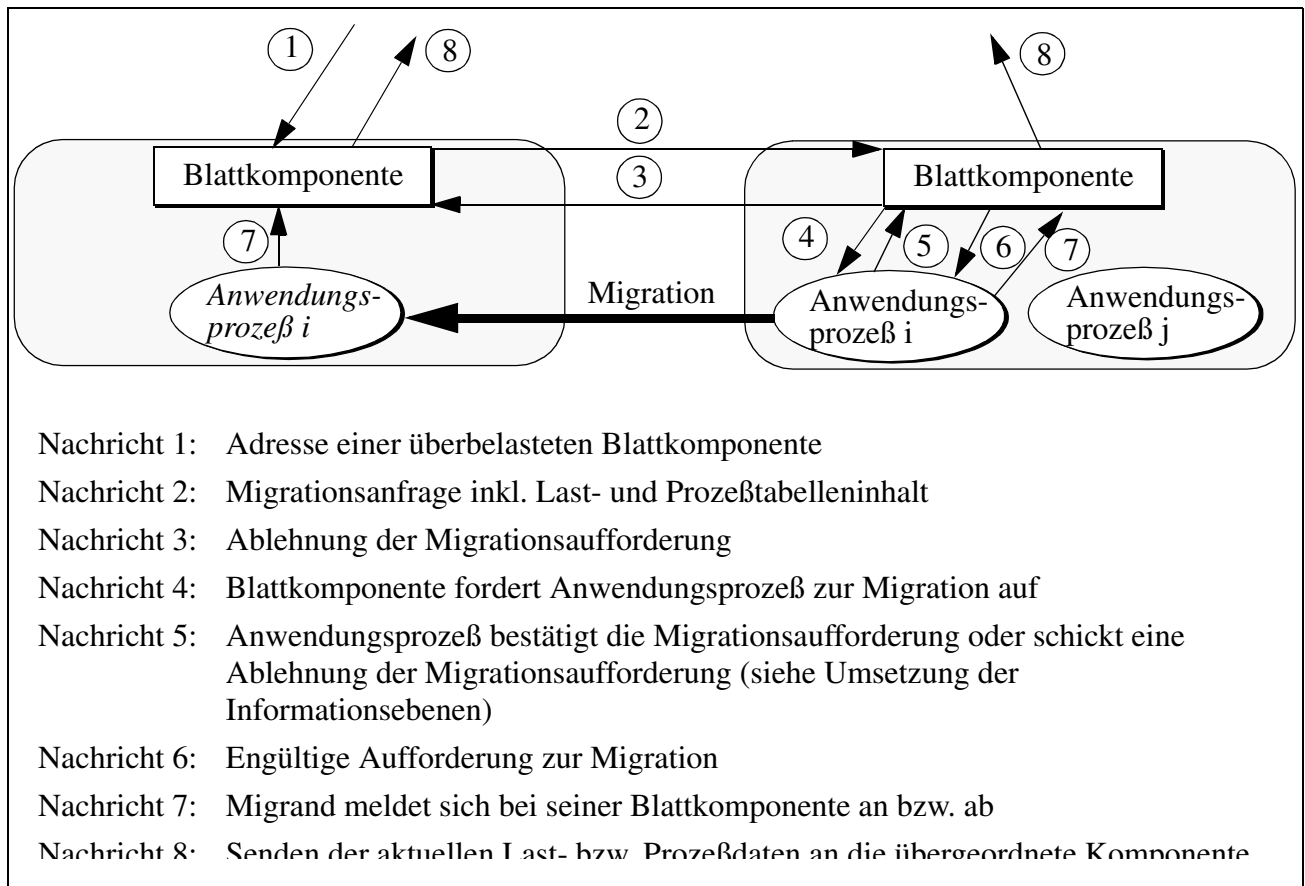 1
8
8
2
Blattkomponente
3
Blattkomponente
7
4
5
6
7
Anwendungs-
prozeß i
Migration
Anwendungs-
prozeß i
Anwendungs-
prozeß j
Nachricht 1: Adresse einer überbelasteten Blattkomponente
Nachricht 2: Migrationsanfrage inkl. Last- und Prozeßtabelleninhalt
Nachricht 3: Ablehnung der Migrationsaufforderung
Nachricht 4: Blattkomponente fordert Anwendungsprozeß zur Migration auf
Nachricht 5: Anwendungsprozeß bestätigt die Migrationsaufforderung oder schickt eine
Ablehnung der Migrationsaufforderung (siehe Umsetzung der
Informationsebenen)
Nachricht 6: Engültige Aufforderung zur Migration
Nachricht 7: Migrand meldet sich bei seiner Blattkomponente an bzw. ab
Nachricht 8: Senden der aktuellen Last- bzw. Prozeßdaten an die übergeordnete Komponente